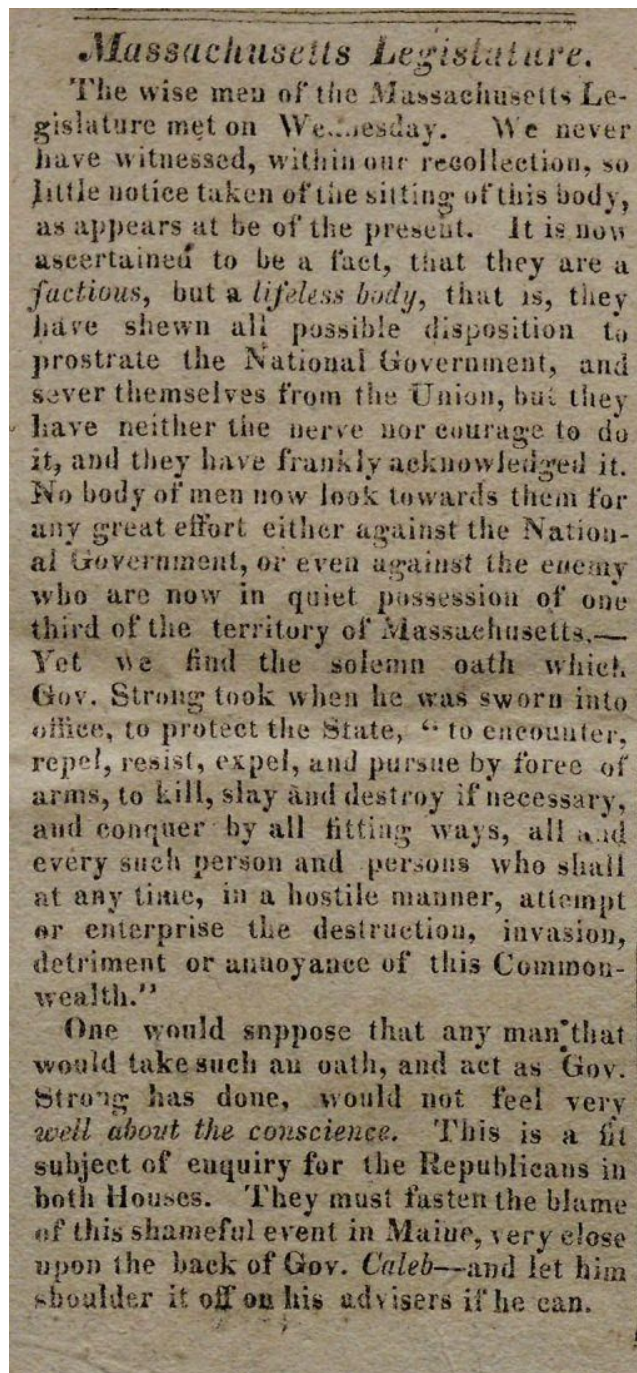 Massachusetts Legislature.
The wise men of the Massachusetts Le-
gislature met on Wednesday. We never
have witnessed, within our recollection, so
little notice taken of the sitting of this body,
as appears at be of the present. It is now
ascertained to be a fact, that they are a
factious, but a lifeless body, that is, they
have shewn all possible disposition to
prostrate the National Government, and
sever themselves from the Union, but they
have neither the nerve nor courage to do
it, and they have frankly acknowledged it.
No body of men now look towards them for
any great effort either against the Nation-
al Government, or even against the enemy
who are now in quiet possession of one
third of the territory of Massachusetts.—
Yet we find the solemn oath which
Gov. Strong took when he was sworn into
office, to protect the State, “ to encounter,
repel, resist, expel, and pursue by force of
arms, to kill, slay and destroy if necessary,
and conquer by all fitting ways, all and
every such person and persons who shall
at any time, in a hostile manner, attempt
or enterprise the destruction, invasion,
detriment or annoyance of this Common-
wealth.”
One would snppose that any man that
would take such an oath, and act as Gov.
Strong has done, would not feel very
well about the conscience. This is a fit
subject of enquiry for the Republicans in
both Houses. They must fasten the blame
of this shameful event in Maine, very close
upon the back of Gov. Caleb—and let him
shoulder it off on his advisers if he can.